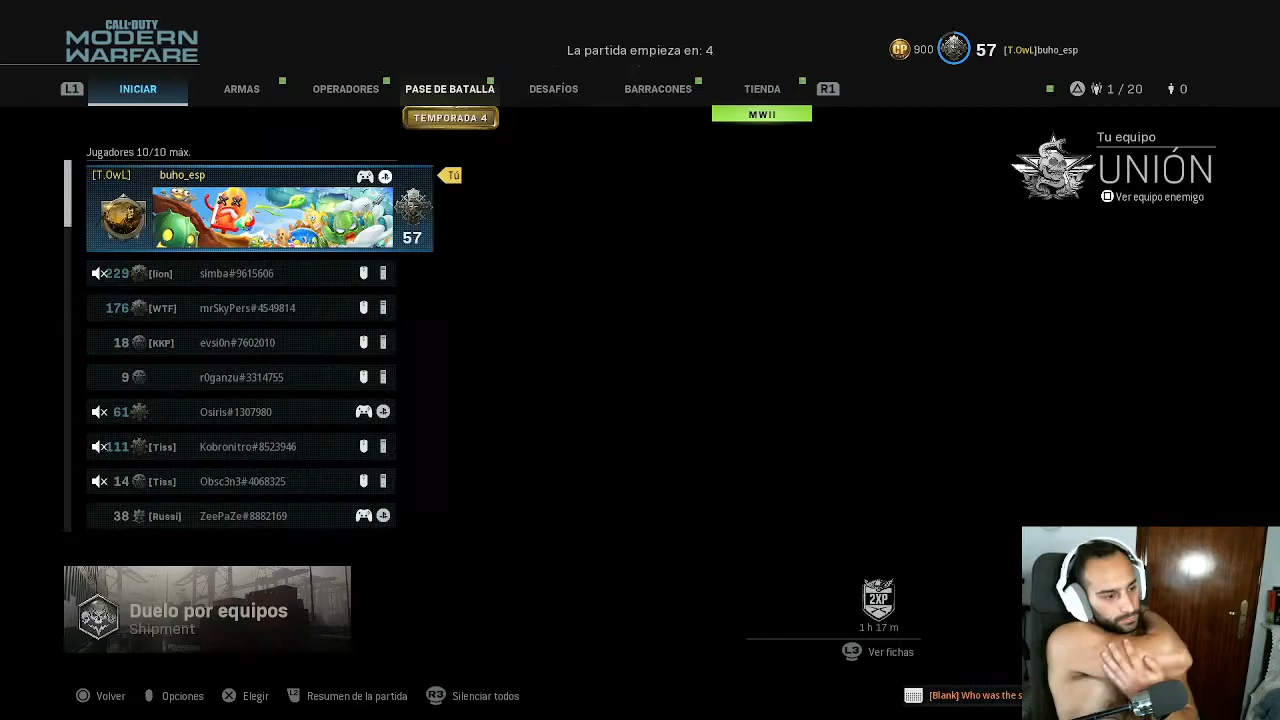 CALL OF DUTY
MODERN
WARFARE
La partida empieza en: 4
CP 900 57 [T.OwL]buho_esp
L1 INICIAR ARMAS OPERADORES PASE DE BATALLA DESAFÍOS BARRACONES TIENDA R1 1 / 20 0
TEMPORADA 4 MWII
Jugadores 10/10 máx.
[T.OwL] buho_esp Tú
57
229 [lion] simba#9615606
176 [WTF] mrSkyPers#4549814
18 [KKP] evsi0n#7602010
9 r0ganzu#3314755
61 Osiris#1307980
111 [Tiss] Kobronitro#8523946
14 [Tiss] Obsc3n3#4068325
38 [Russi] ZeePaZe#8882169
Tu equipo
UNIÓN
Ver equipo enemigo
Duelo por equipos
Shipment
2XP
1 h 17 m
L3 Ver fichas
Volver Opciones Elegir L2 Resumen de la partida R3 Silenciar todos
[Blank] Who was the s